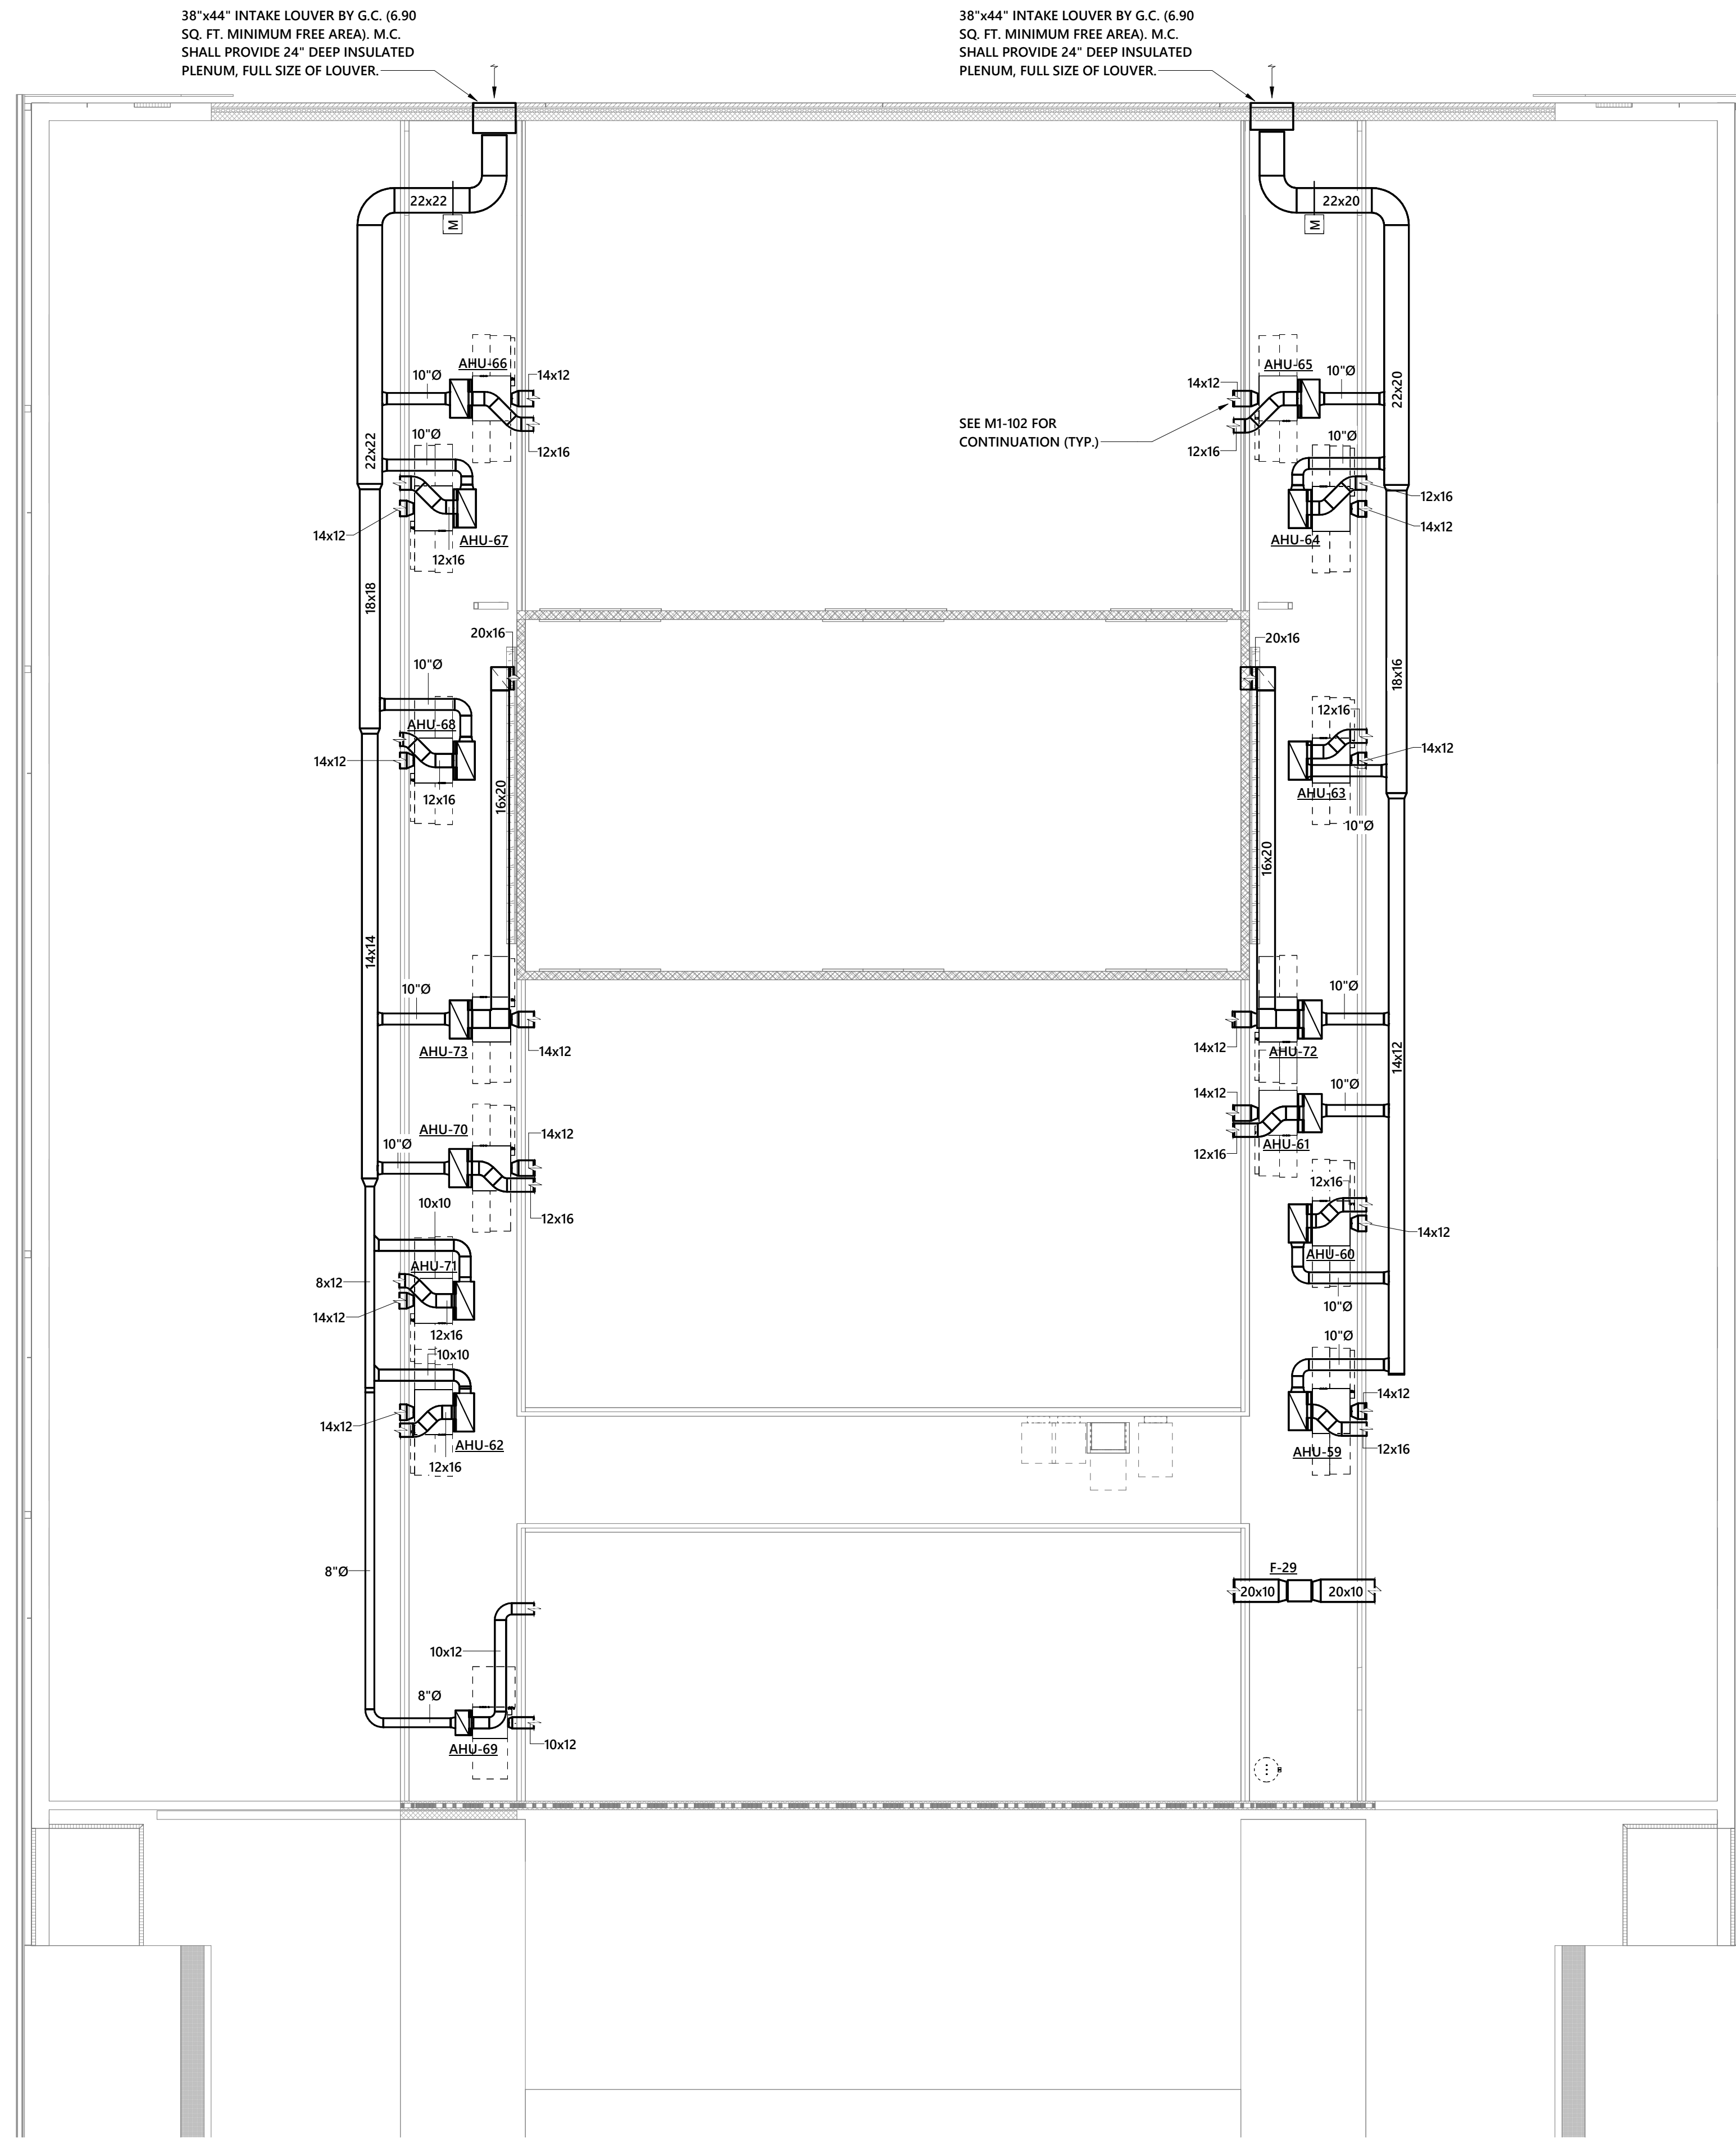 38"x44" INTAKE LOUVER BY G.C. (6.90
SQ. FT. MINIMUM FREE AREA). M.C.
SHALL PROVIDE 24" DEEP INSULATED
PLENUM, FULL SIZE OF LOUVER.
38"x44" INTAKE LOUVER BY G.C. (6.90
SQ. FT. MINIMUM FREE AREA). M.C.
SHALL PROVIDE 24" DEEP INSULATED
PLENUM, FULL SIZE OF LOUVER.
22x22
M
22x20
M
AHU-66
10"Ø
14x12
10"Ø
12x16
22x22
14x12
AHU-67
12x16
AHU-65
10"Ø
14x12
22x20
SEE M1-102 FOR
CONTINUATION (TYP.)
12x16
10"Ø
12x16
14x12
AHU-64
18x18
20x16
10"Ø
AHU-68
14x12
12x16
16x20
20x16
18x16
12x16
14x12
AHU-63
10"Ø
16x20
14x14
10"Ø
AHU-73
14x12
10"Ø
14x12
AHU-72
14x12
AHU-70
14x12
10"Ø
12x16
14x12
10"Ø
AHU-61
12x16
10x10
8x12
AHU-71
14x12
12x16
12x16
14x12
AHU-60
10"Ø
10x10
14x12
AHU-62
12x16
10"Ø
14x12
AHU-59
12x16
8"Ø
F-29
20x10
20x10
10x12
8"Ø
AHU-69
10x12